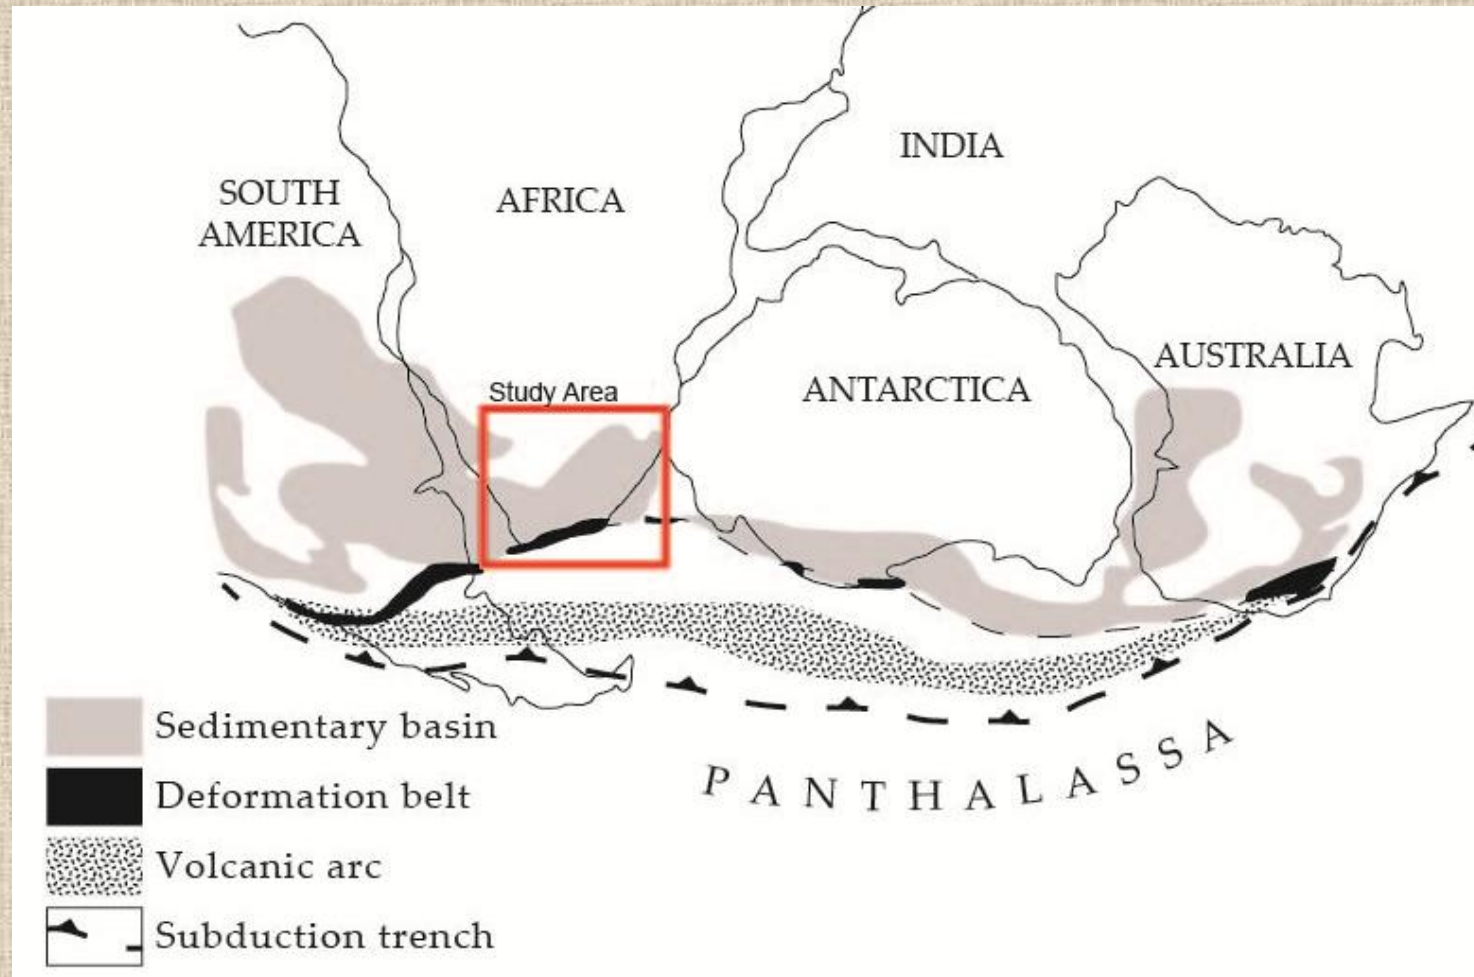 INDIA
SOUTH
AMERICA
AFRICA
AUSTRALIA
ANTARCTICA
Study Area
Sedimentary basin
Deformation belt
Volcanic arc
Subduction trench
PANTHALASSA